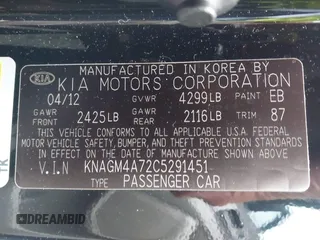 MANUFACTURED IN KOREA BY
KIA
KIA MOTORS CORPORATION
04/12 GVWR 4299LB PAINT EB
GAWR FRONT 2425LB GAWR REAR 2116LB TRIM 87
THIS VEHICLE CONFORMS TO ALL APPLICABLE U.S.
FEDERAL MOTOR VEHICLE SAFETY, BUMPER,
AND THEFT PREVENTION STANDARDS IN EFFECT ON
THE DATE OF MANUFACTURE SHOWN ABOVE.
V.I.N KNAGM4A72C5291451
TYPE PASSENGER CAR
DREAMBID